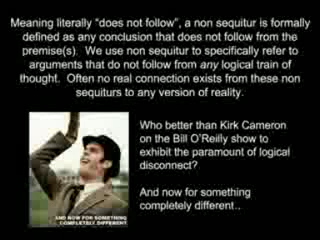 Meaning literally "does not follow", a non sequitur is formally
defined as any conclusion that does not follow from the
premise(s).  We use non sequitur to specifically refer to
arguments that do not follow from any logical train of
thought.  Often no real connection exists from these non
sequiturs to any version of reality.
Who better than Kirk Cameron
on the Bill O'Reilly show to
exhibit the paramount of logical
disconnect?
And now for something
completely different..
AND NOW FOR SOMETHING
COMPLETELY DIFFERENT